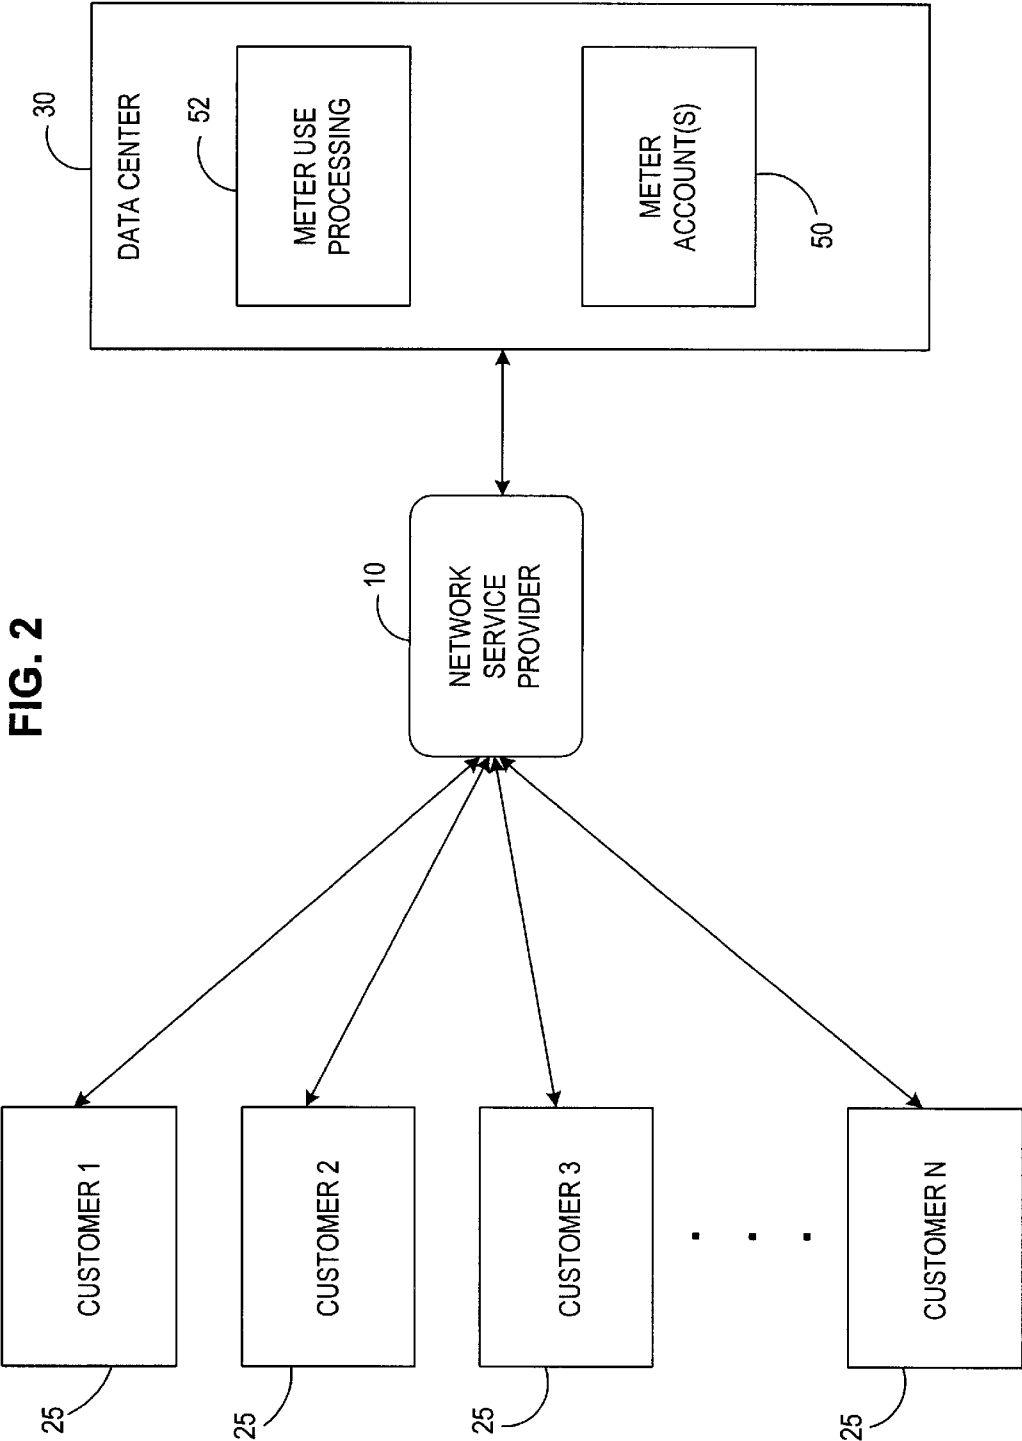 FIG. 2
25
CUSTOMER 1
25
CUSTOMER 2
25
CUSTOMER 3
25
CUSTOMER N
10
NETWORK
SERVICE
PROVIDER
30
DATA CENTER
52
METER USE
PROCESSING
METER
ACCOUNT(S)
50